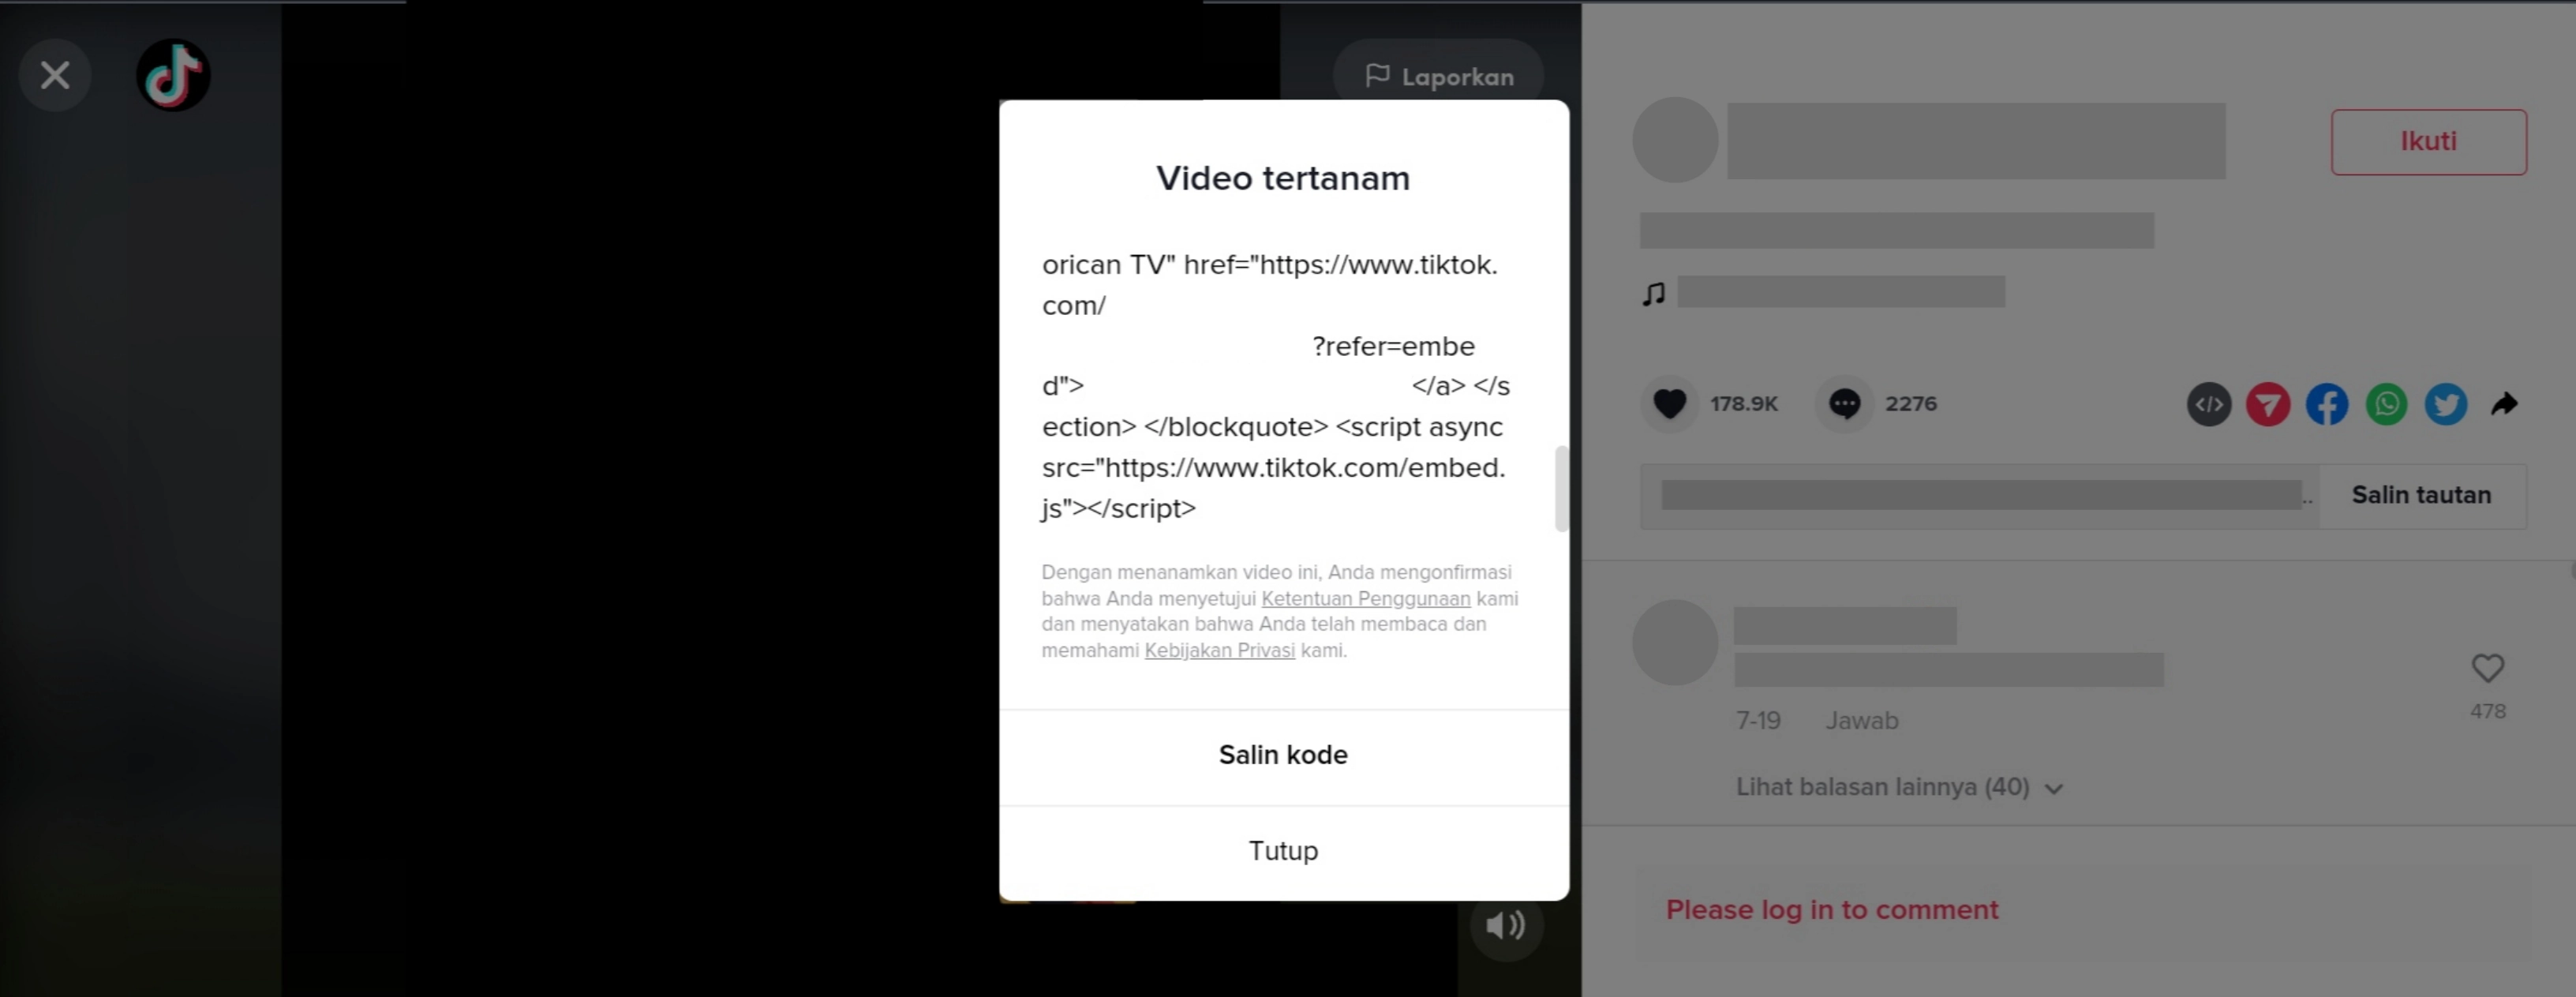 Laporkan
Video tertanam
orican TV" href="https://www.tiktok.
com/
?refer=embe
d"> </a> </s
ection> </blockquote> <script async
src="https://www.tiktok.com/embed.
js"></script>
Dengan menanamkan video ini, Anda mengonfirmasi
bahwa Anda menyetujui Ketentuan Penggunaan kami
dan menyatakan bahwa Anda telah membaca dan
memahami Kebijakan Privasi kami.
Salin kode
Tutup
Ikuti
178.9K 2276
.. Salin tautan
478
7-19 Jawab
Lihat balasan lainnya (40)
Please log in to comment